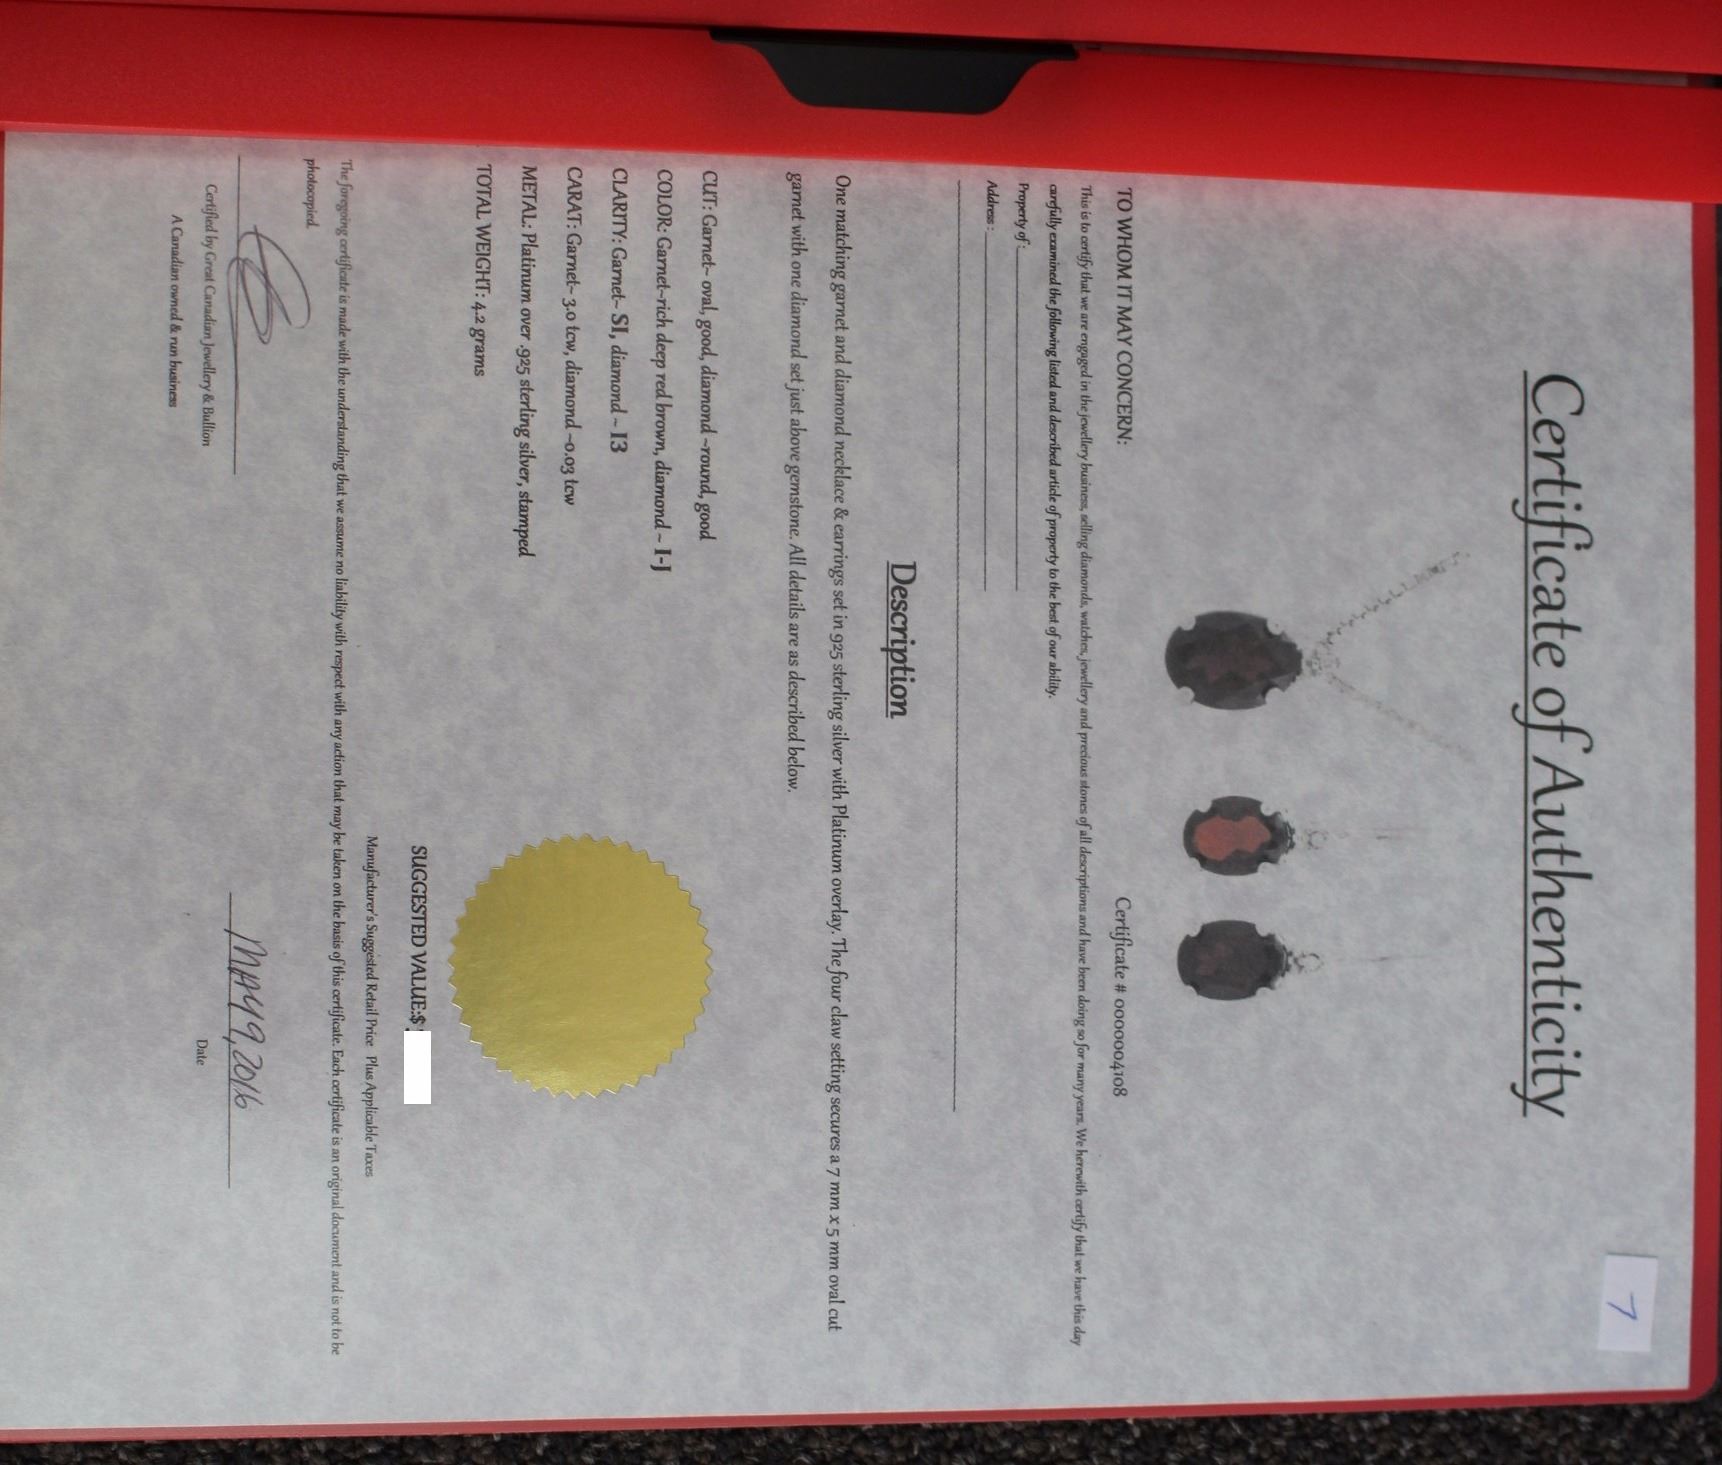 7
Certificate of Authenticity
TO WHOM IT MAY CONCERN:
Certificate # 0000004108
This is to certify that we are engaged in the jewellery business, selling diamonds, watches, jewellery and precious stones of all descriptions and have been doing so for many years. We herewith certify that we have this day
carefully examined the following listed and described article of property to the best of our ability.
Property of :
Address :
Description
One matching garnet and diamond necklace & earrings set in 925 sterling silver with Platinum overlay. The four claw setting secures a 7 mm x 5 mm oval cut
garnet with one diamond set just above gemstone. All details are as described below.
CUT: Garnet~ oval, good, diamond ~round, good
COLOR: Garnet~rich deep red brown, diamond ~ I-J
CLARITY: Garnet~ SI, diamond ~ I3
CARAT: Garnet~ 3.0 tcw, diamond ~0.03 tcw
METAL: Platinum over .925 sterling silver, stamped
TOTAL WEIGHT: 4.2 grams
SUGGESTED VALUE:$
Manufacturer's Suggested Retail Price Plus Applicable Taxes
The foregoing certificate is made with the understanding that we assume no liability with respect with any action that may be taken on the basis of this certificate. Each certificate is an original document and is not to be
photocopied.
MAY 9, 2016
Certified by Great Canadian Jewellery & Bullion
Date
A Canadian owned & run business